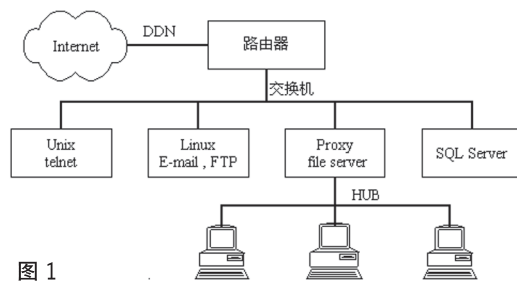 DDN
Internet
路由器
交换机
Unix
telnet
Linux
E-mail , FTP
Proxy
file server
SQL Server
HUB
图 1